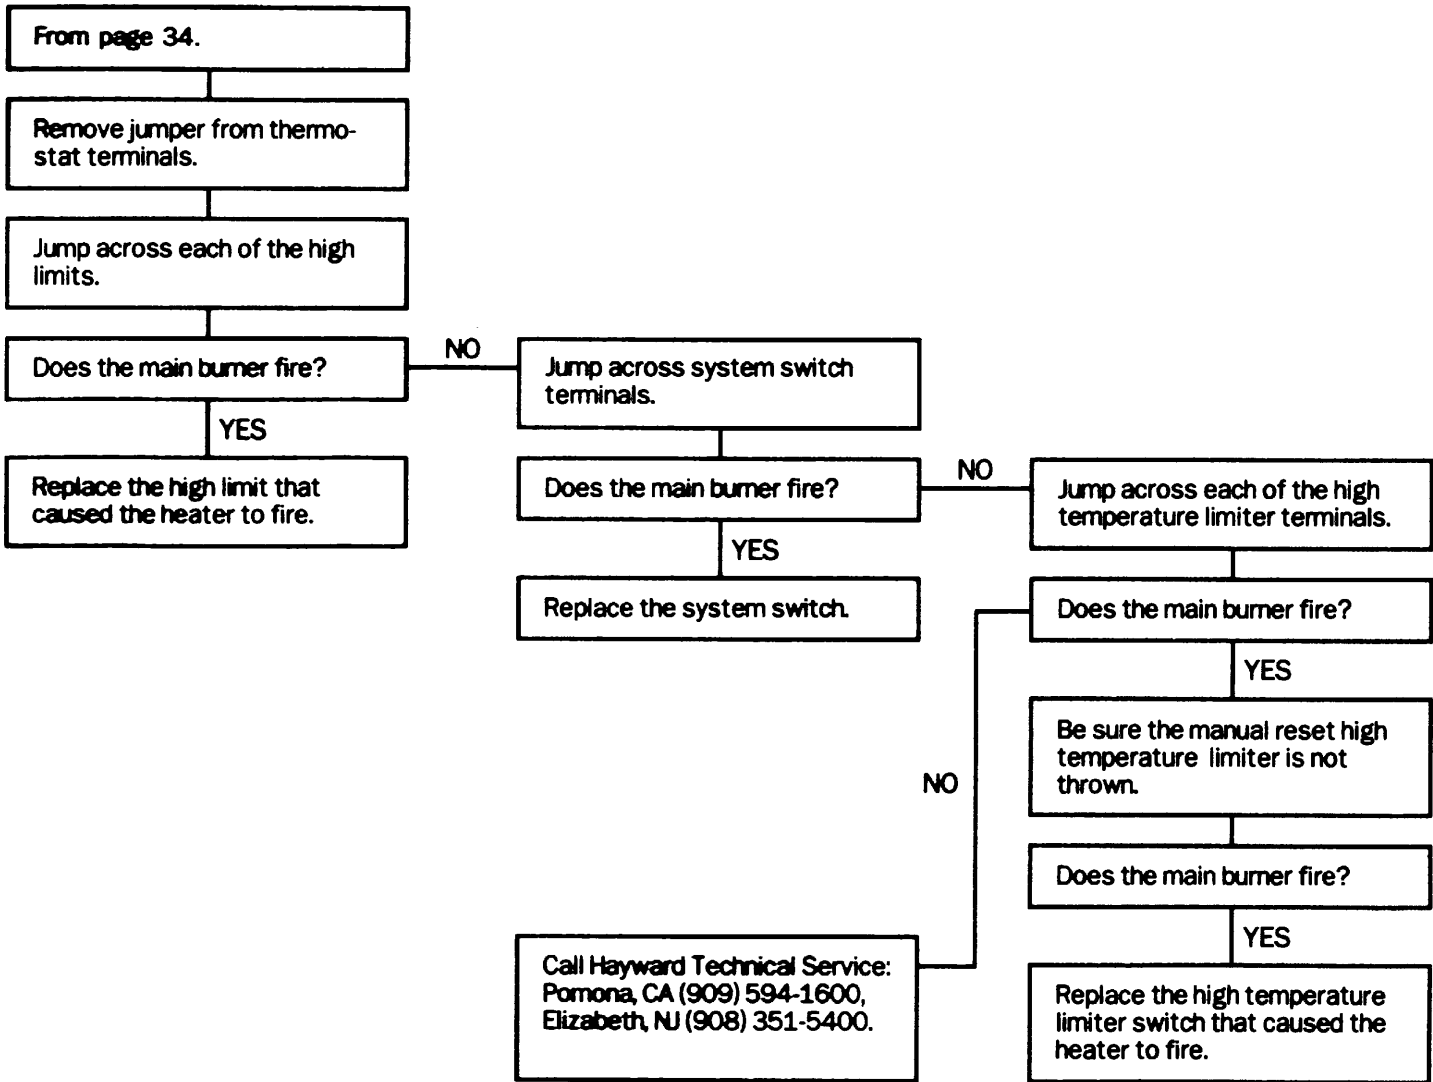 From page 34.
Remove jumper from thermo-
stat terminals.
Jump across each of the high
limits.
Does the main burner fire?
NO
YES
Replace the high limit that
caused the heater to fire.
Jump across system switch
terminals.
Does the main burner fire?
NO
YES
Replace the system switch.
Jump across each of the high
temperature limiter terminals.
Does the main burner fire?
YES
NO
Be sure the manual reset high
temperature limiter is not
thrown.
Does the main burner fire?
YES
Replace the high temperature
limiter switch that caused the
heater to fire.
Call Hayward Technical Service:
Pomona, CA (909) 594-1600,
Elizabeth, NJ (908) 351-5400.